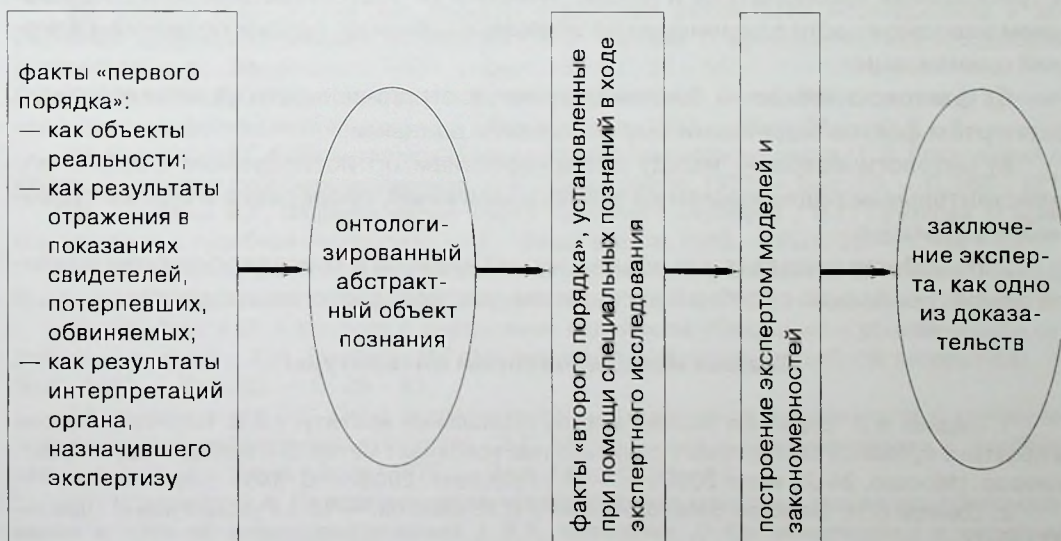 факты «первого
порядка»:
— как объекты
реальности;
— как результаты
отражения в
показаниях
свидетелей,
потерпевших,
обвиняемых;
— как результаты
интерпретаций
органа,
назначившего
экспертизу
онтологи-
зированный
абстракт-
ный объект
познания
факты «второго порядка», установленные
при помощи специальных познаний в ходе
экспертного исследования
построение экспертом моделей и
закономерностей
заключе-
ние экспер-
та, как одно
из доказа-
тельств